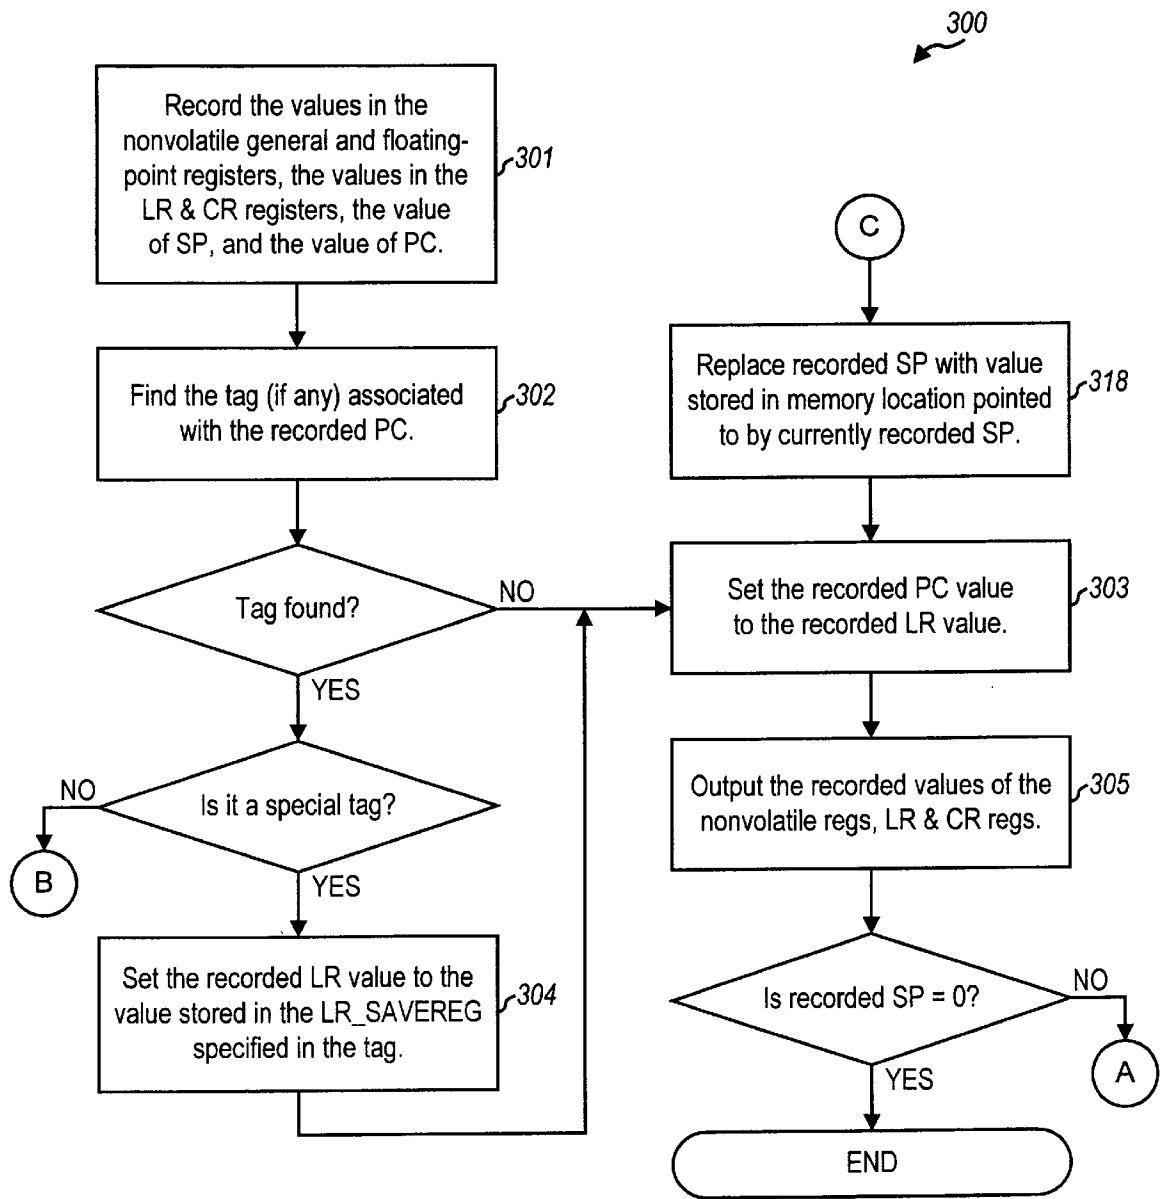 300
Record the values in the
nonvolatile general and floating-
point registers, the values in the
LR & CR registers, the value
of SP, and the value of PC.
301
Find the tag (if any) associated
with the recorded PC.
302
Tag found?
NO
YES
Is it a special tag?
NO
B
YES
Set the recorded LR value to the
value stored in the LR_SAVEREG
specified in the tag.
304
C
Replace recorded SP with value
stored in memory location pointed
to by currently recorded SP.
318
Set the recorded PC value
to the recorded LR value.
303
Output the recorded values of the
nonvolatile regs, LR & CR regs.
305
Is recorded SP = 0?
NO
A
YES
END